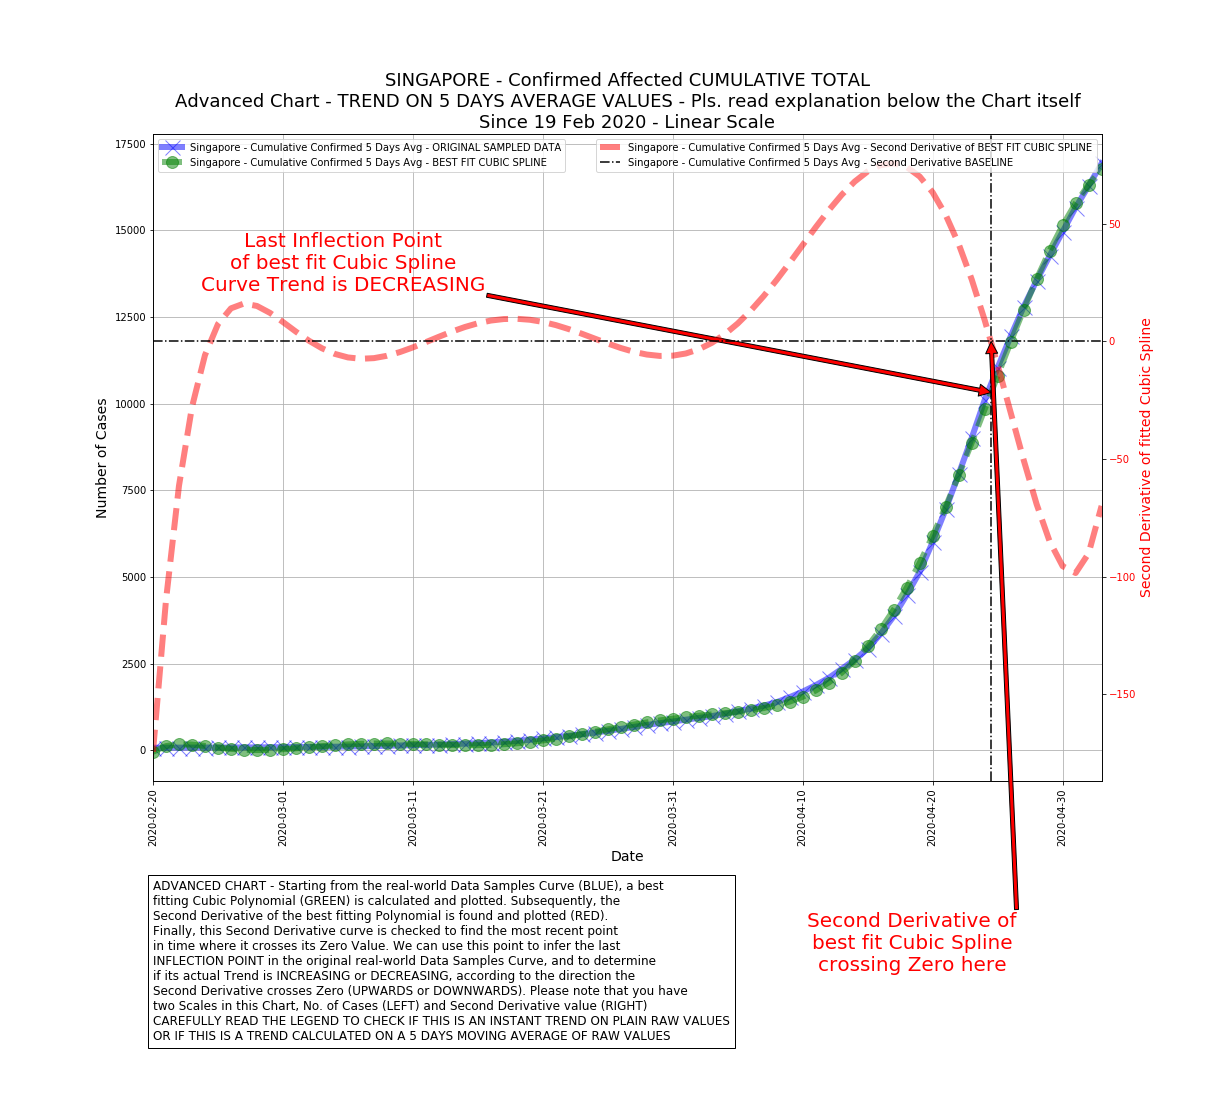 SINGAPORE - Confirmed Affected CUMULATIVE TOTAL
Advanced Chart - TREND ON 5 DAYS AVERAGE VALUES - Pls. read explanation below the Chart itself
Since 19 Feb 2020 - Linear Scale
Singapore - Cumulative Confirmed 5 Days Avg - ORIGINAL SAMPLED DATA
Singapore - Cumulative Confirmed 5 Days Avg - BEST FIT CUBIC SPLINE
Singapore - Cumulative Confirmed 5 Days Avg - Second Derivative of BEST FIT CUBIC SPLINE
Singapore - Cumulative Confirmed 5 Days Avg - Second Derivative BASELINE
Last Inflection Point
of best fit Cubic Spline
Curve Trend is DECREASING
Number of Cases
17500
15000
12500
10000
7500
5000
2500
0
50
0
−50
−100
−150
Second Derivative of fitted Cubic Spline
2020-02-20
2020-03-01
2020-03-11
2020-03-21
2020-03-31
2020-04-10
2020-04-20
2020-04-30
Date
ADVANCED CHART - Starting from the real-world Data Samples Curve (BLUE), a best
fitting Cubic Polynomial (GREEN) is calculated and plotted. Subsequently, the
Second Derivative of the best fitting Polynomial is found and plotted (RED).
Finally, this Second Derivative curve is checked to find the most recent point
in time where it crosses its Zero Value. We can use this point to infer the last
INFLECTION POINT in the original real-world Data Samples Curve, and to determine
if its actual Trend is INCREASING or DECREASING, according to the direction the
Second Derivative crosses Zero (UPWARDS or DOWNWARDS). Please note that you have
two Scales in this Chart, No. of Cases (LEFT) and Second Derivative value (RIGHT)
CAREFULLY READ THE LEGEND TO CHECK IF THIS IS AN INSTANT TREND ON PLAIN RAW VALUES
OR IF THIS IS A TREND CALCULATED ON A 5 DAYS MOVING AVERAGE OF RAW VALUES
Second Derivative of
best fit Cubic Spline
crossing Zero here